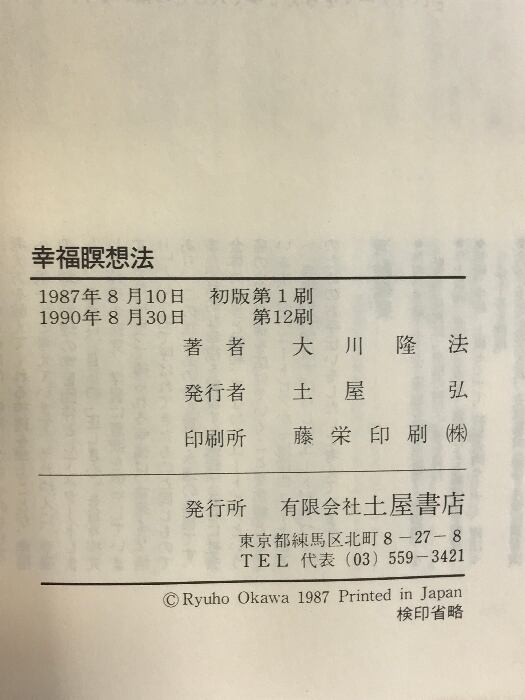 幸福瞑想法
1987年8月10日 初版第1刷
1990年8月30日 第12刷
著者 大川隆法
発行者 土屋弘
印刷所 藤栄印刷㈱
発行所 有限会社土屋書店
東京都練馬区北町8-27-8
TEL 代表(03)559-3421
©Ryuho Okawa 1987 Printed in Japan
検印省略